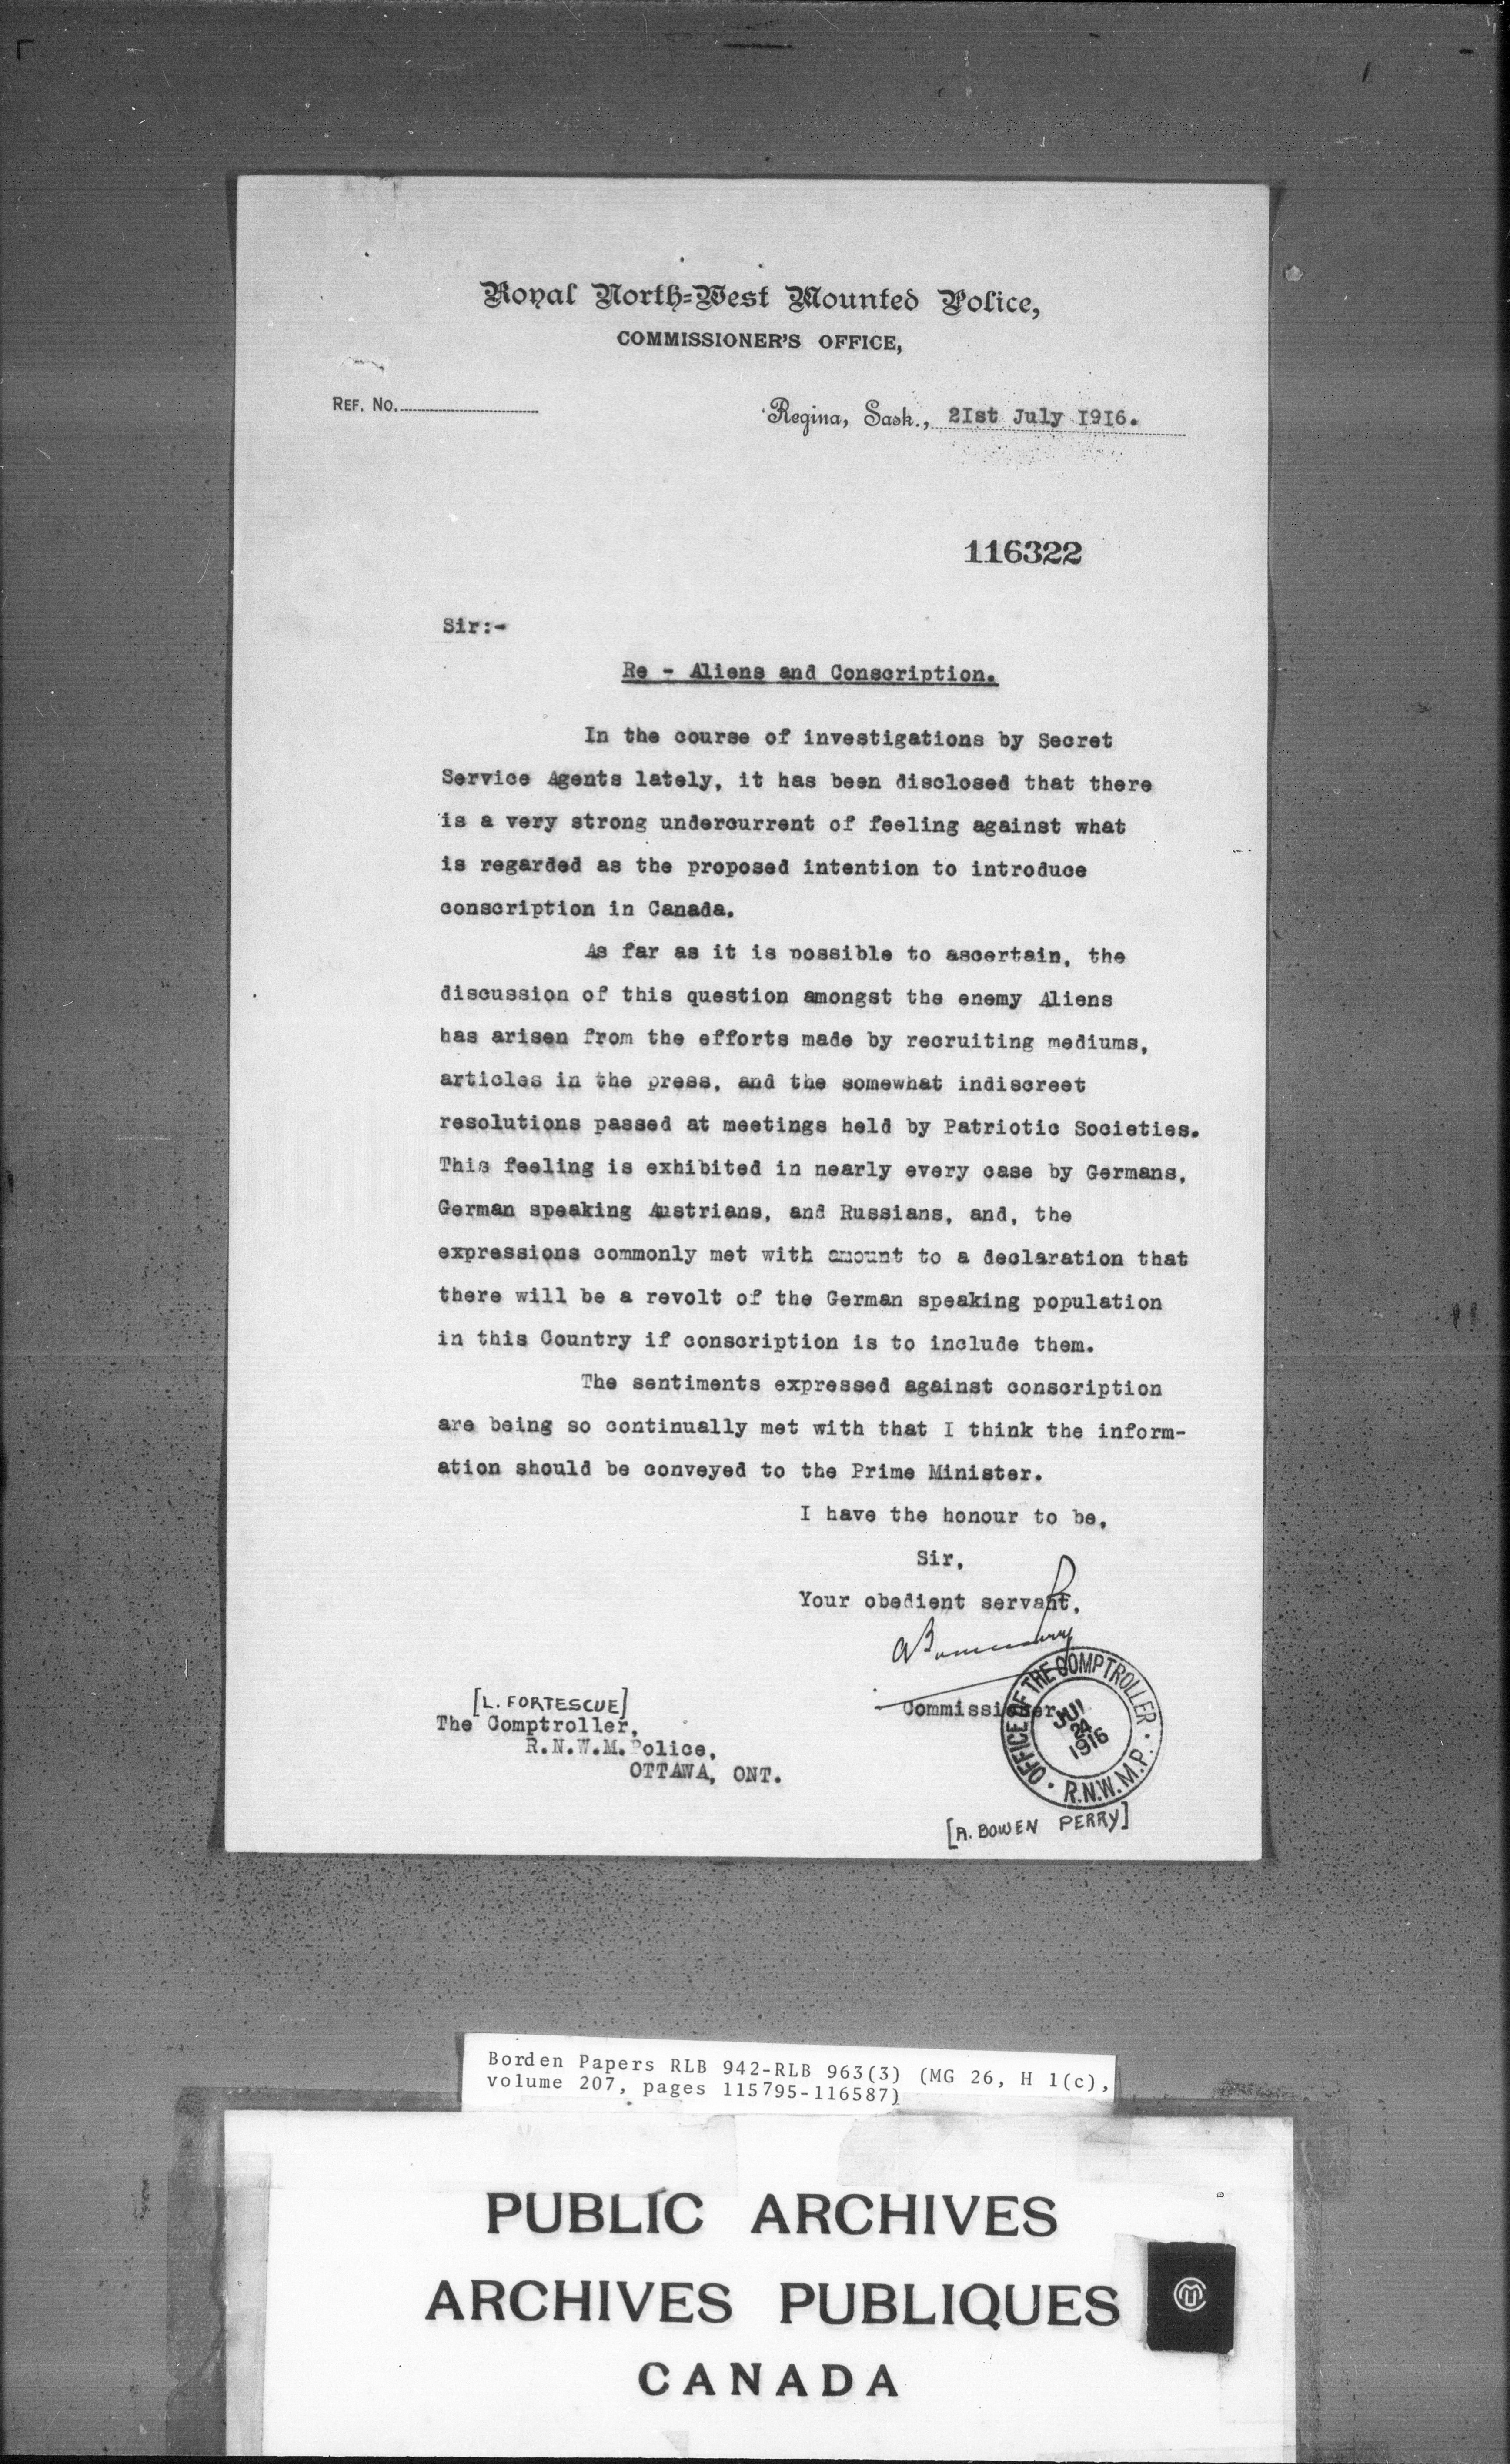 Royal North-West Mounted Police,
COMMISSIONER'S OFFICE,
REF. NO.
Regina, Sask., 21st July 1916.
116322
Sir:-
Re - Aliens and Conscription.
In the course of investigations by Secret
Service Agents lately, it has been disclosed that there
is a very strong undercurrent of feeling against what
is regarded as the proposed intention to introduce
conscription in Canada.
As far as it is possible to ascertain, the
discussion of this question amongst the enemy Aliens
has arisen from the efforts made by recruiting mediums,
articles in the press, and the somewhat indiscreet
resolutions passed at meetings held by Patriotic Societies.
This feeling is exhibited in nearly every case by Germans,
German speaking Austrians, and Russians, and, the
expressions commonly met with amount to a declaration that
there will be a revolt of the German speaking population
in this Country if conscription is to include them.
The sentiments expressed against conscription
are being so continually met with that I think the inform-
ation should be conveyed to the Prime Minister.
I have the honour to be,
Sir,
Your obedient servant,
ABowenPerry
Commissioner
OFFICE OF THE COMPTROLLER
JUL
24
1916
R.N.W.M.P.
[L. FORTESCUE]
The Comptroller,
R.N.W.M.Police,
OTTAWA, ONT.
[A. BOWEN PERRY]
Borden Papers RLB 942-RLB 963(3) (MG 26, H 1(c),
volume 207, pages 115795-116587)
PUBLIC ARCHIVES
ARCHIVES PUBLIQUES
CANADA